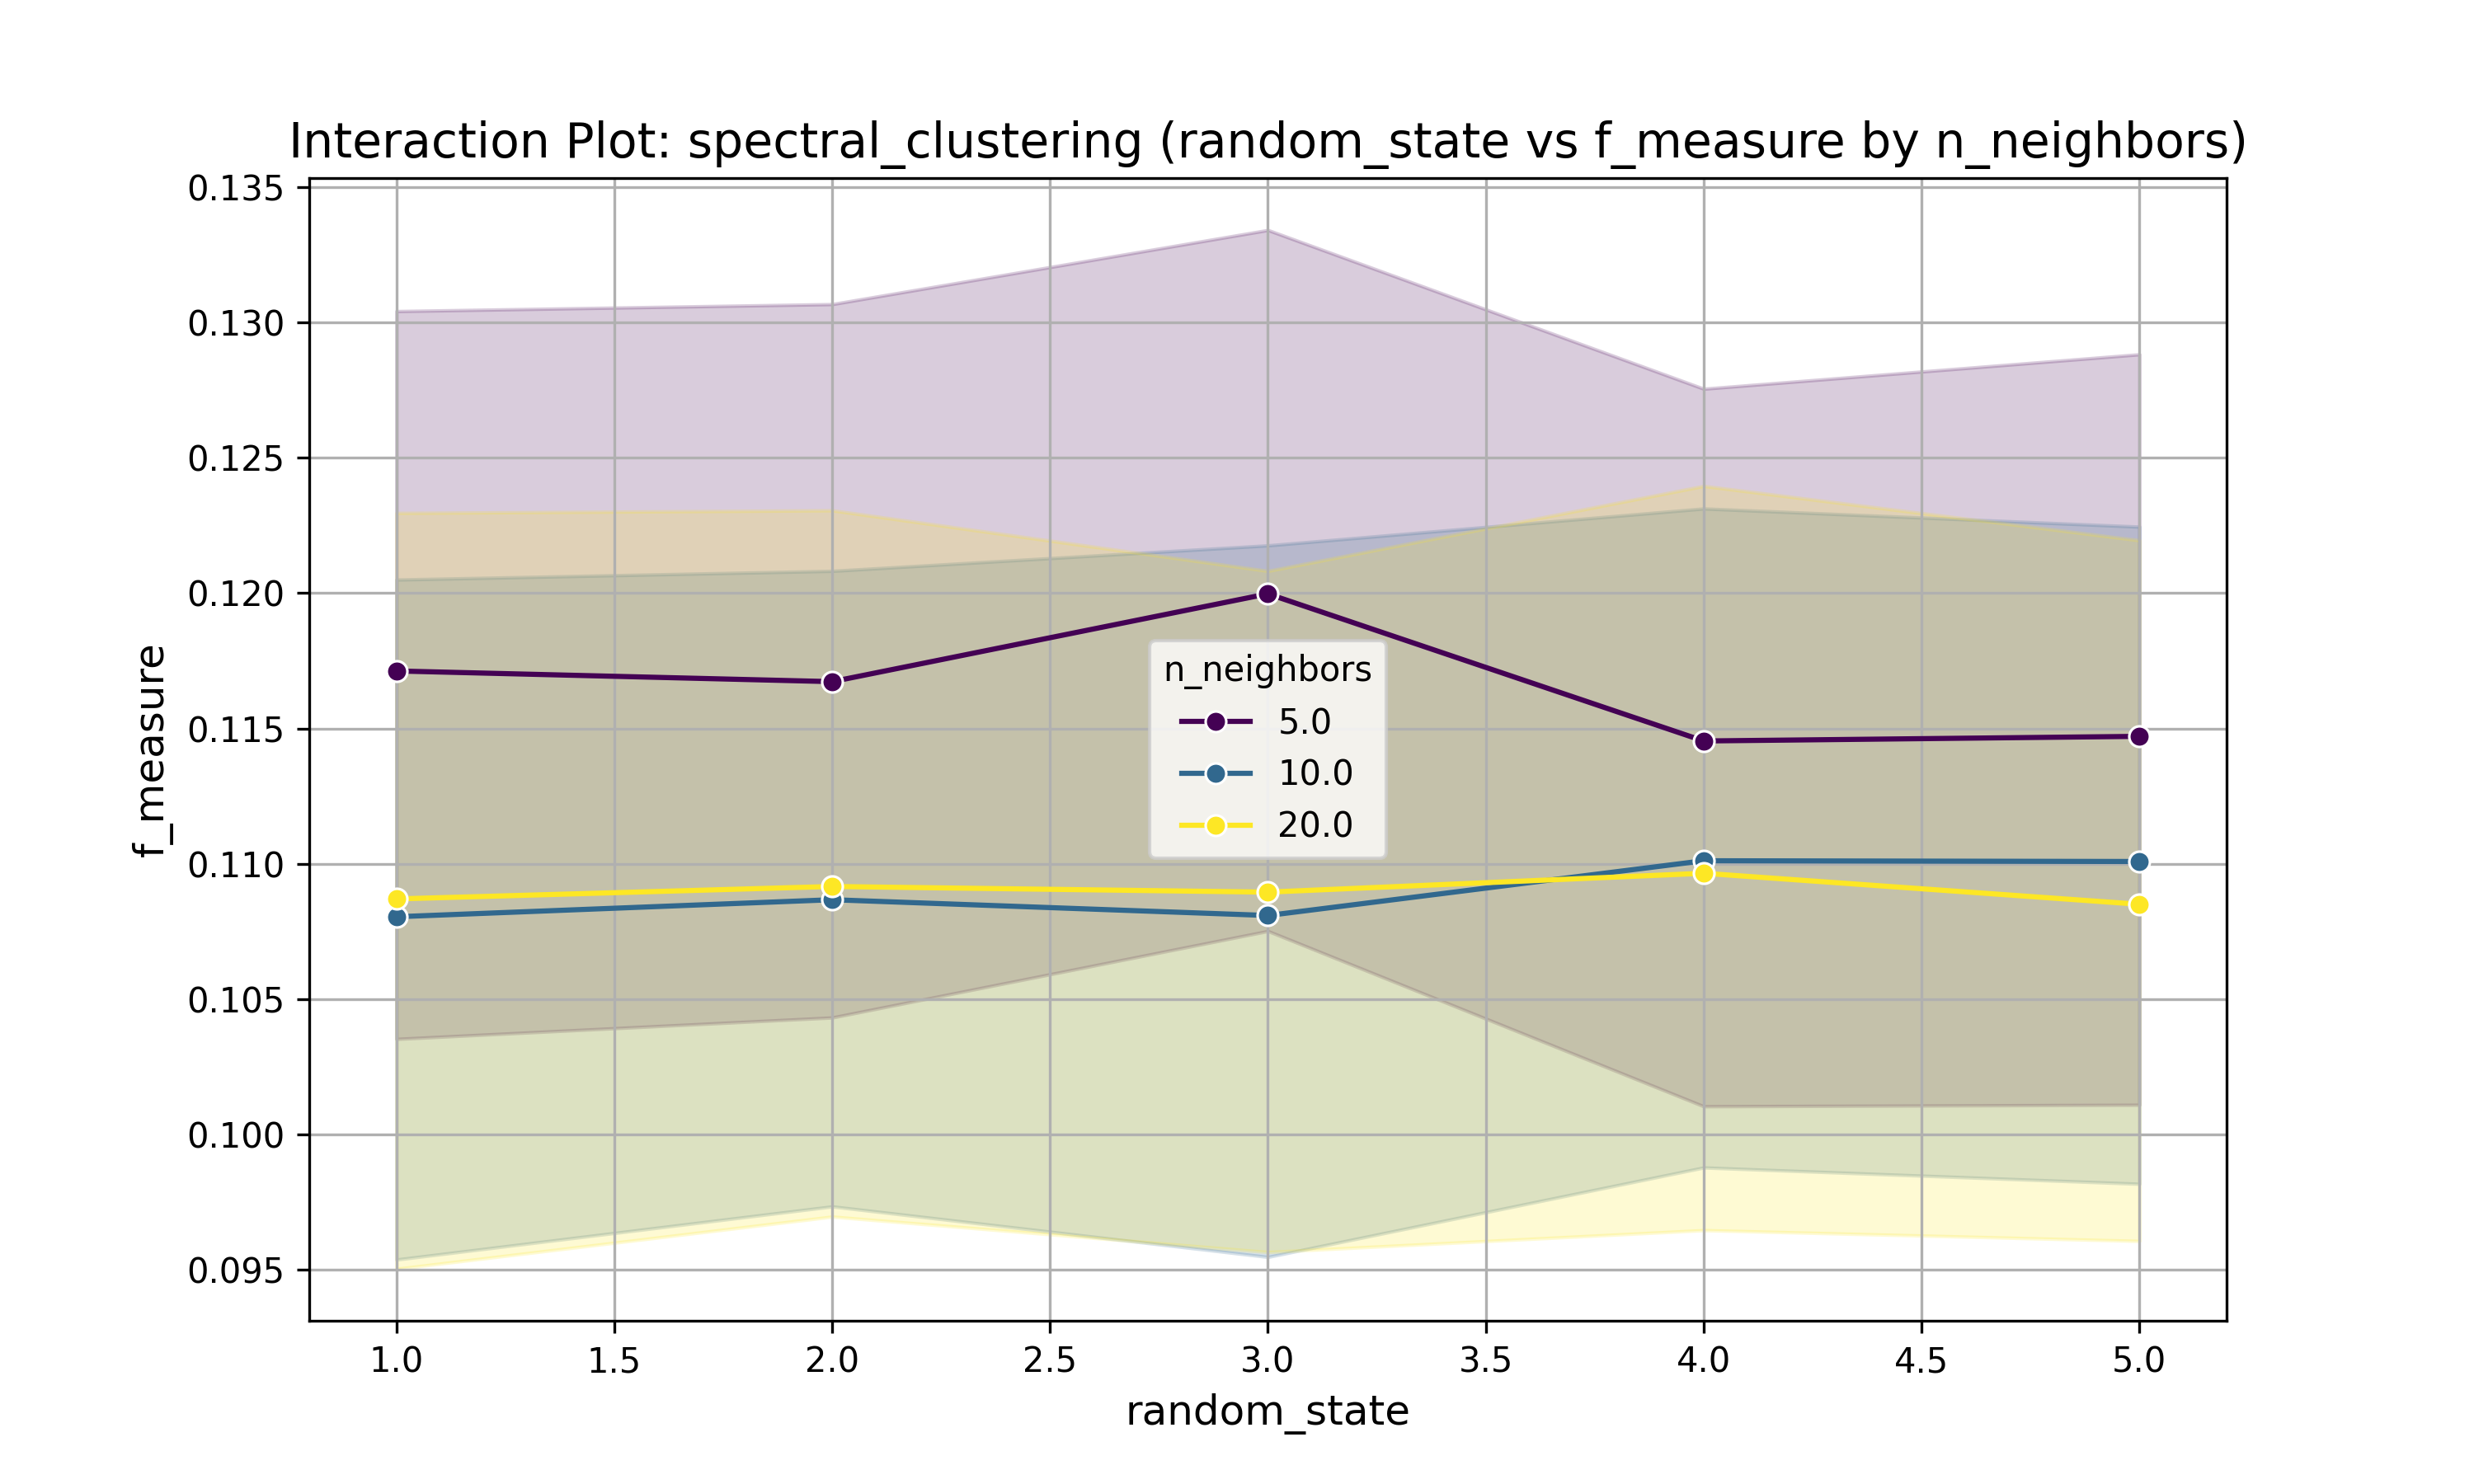 Interaction Plot: spectral_clustering (random_state vs f_measure by n_neighbors)
f_measure
0.135
0.130
0.125
0.120
0.115
0.110
0.105
0.100
0.095
n_neighbors
5.0
10.0
20.0
1.0 1.5 2.0 2.5 3.0 3.5 4.0 4.5 5.0
random_state